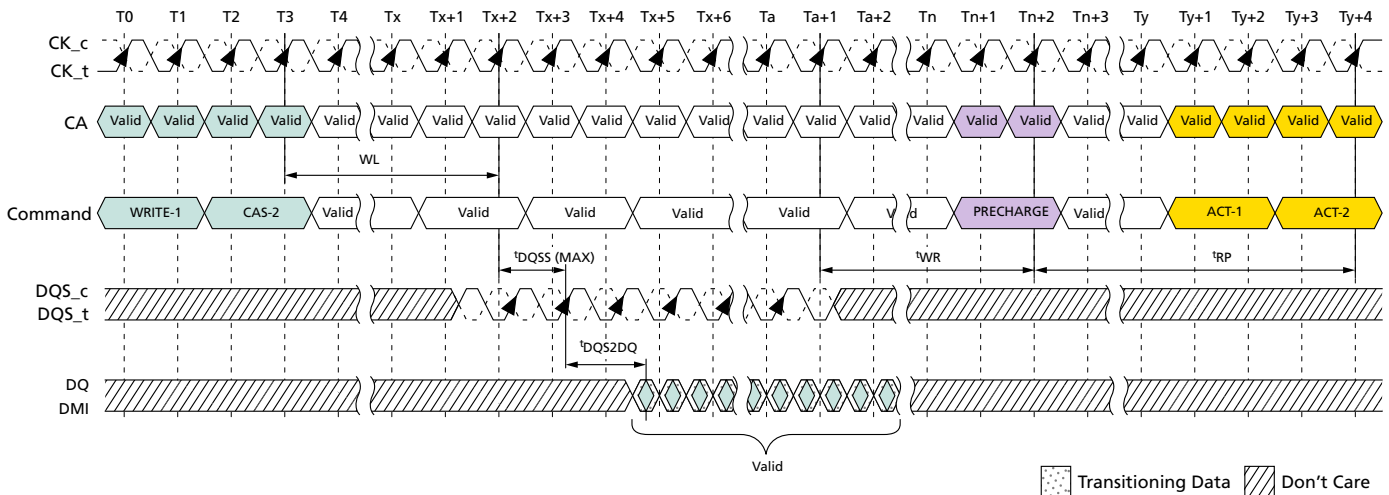 T0 T1 T2 T3 T4 Tx Tx+1 Tx+2 Tx+3 Tx+4 Tx+5 Tx+6 Ta Ta+1 Ta+2 Tn Tn+1 Tn+2 Tn+3 Ty Ty+1 Ty+2 Ty+3 Ty+4
CK_c
CK_t
CA Valid Valid Valid Valid Valid Valid Valid Valid Valid Valid Valid Valid Valid Valid Valid Valid Valid Valid Valid Valid Valid Valid Valid Valid
WL
Command WRITE-1 CAS-2 Valid Valid Valid Valid Valid PRECHARGE Valid ACT-1 ACT-2
tDQSS (MAX) tWR tRP
DQS_c
DQS_t
tDQS2DQ
DQ
DMI
Valid
Transitioning Data Don't Care